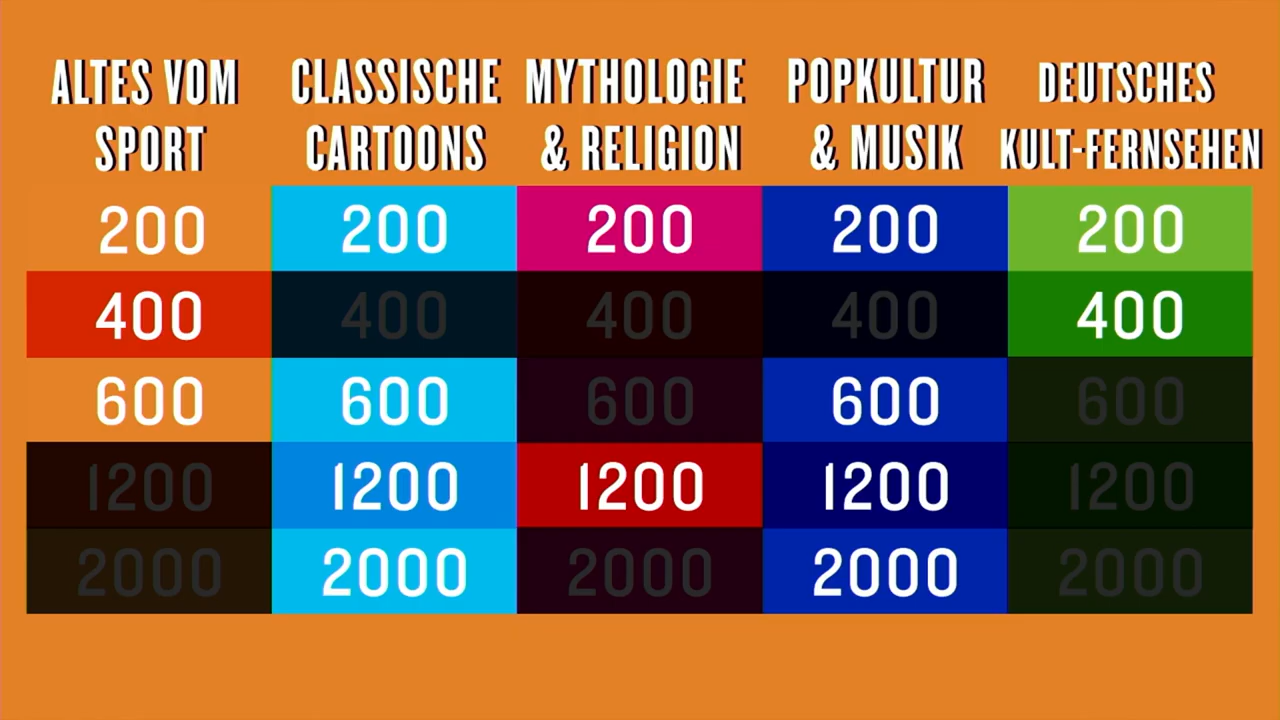 ALTES VOM SPORT
CLASSISCHE CARTOONS
MYTHOLOGIE & RELIGION
POPKULTUR & MUSIK
DEUTSCHES KULT-FERNSEHEN
200 200 200 200 200
400 400 400 400 400
600 600 600 600 600
1200 1200 1200 1200 1200
2000 2000 2000 2000 2000